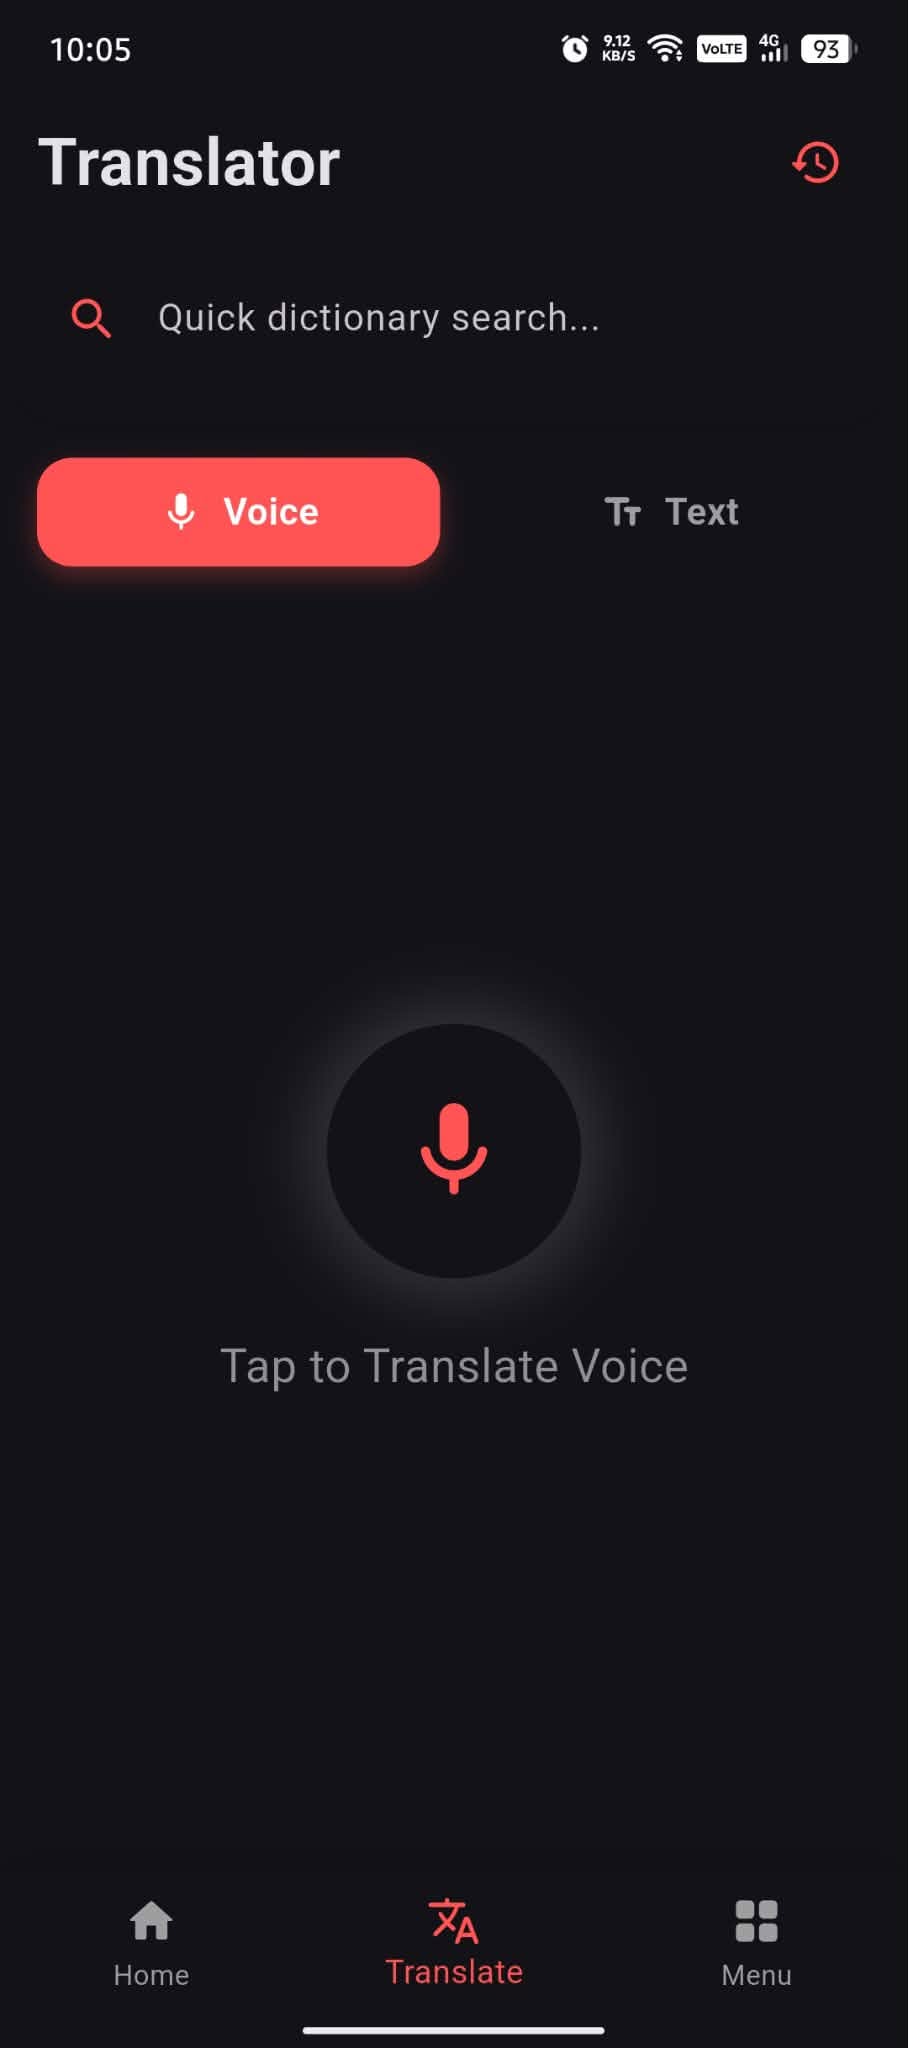 10:05
9.12
KB/S
VoLTE
4G
93
Translator
Quick dictionary search...
Voice
Text
Tap to Translate Voice
Home
Translate
Menu